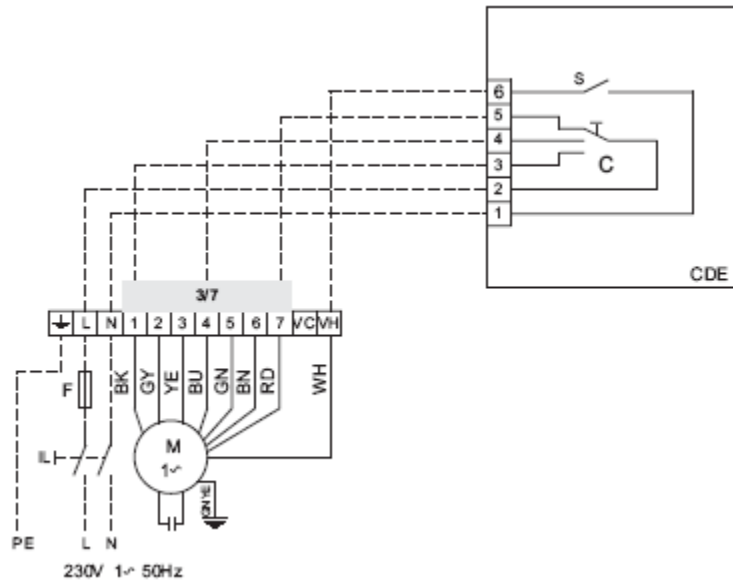 S
6
5
T
4
3
C
2
1
CDE
3/7
L N 1 2 3 4 5 6 7 VC VH
BK GY YE BU GN BN RD WH
F
M
1~
IL
GNYE
PE L N
230V 1~ 50Hz